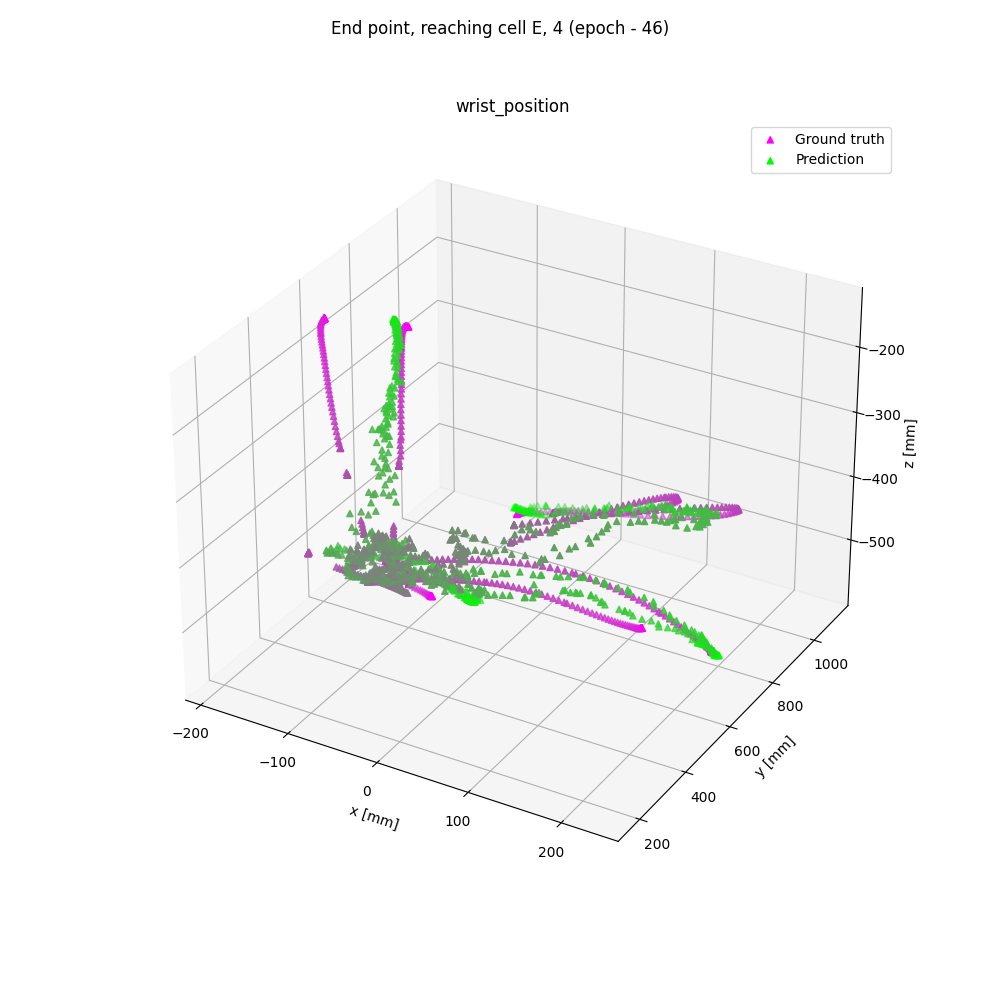 End point, reaching cell E, 4 (epoch - 46)
wrist_position
Ground truth
Prediction
−200
−300
−400
−500
z [mm]
1000
800
600
400
200
y [mm]
−200
−100
0
100
200
x [mm]